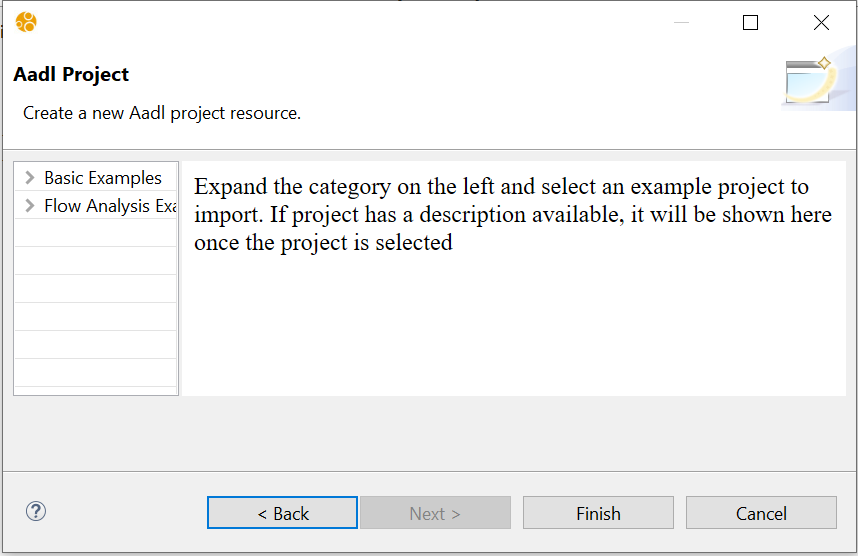 Aadl Project
Create a new Aadl project resource.
Basic Examples
Flow Analysis Exa
Expand the category on the left and select an example project to
import. If project has a description available, it will be shown here
once the project is selected
?
< Back
Next >
Finish
Cancel